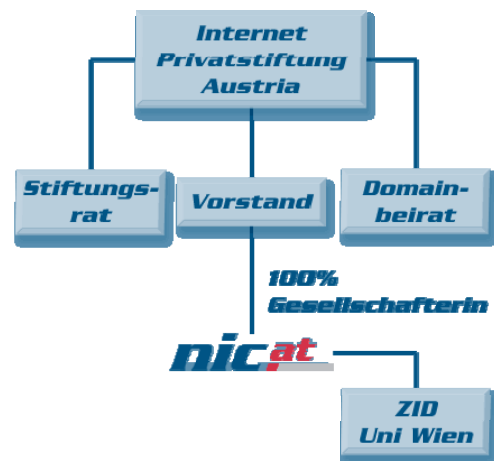 Internet
Privatstiftung
Austria
Stiftungs-
rat
Vorstand
Domain-
beirat
100%
Gesellschafterin
nic.at
ZID
Uni Wien